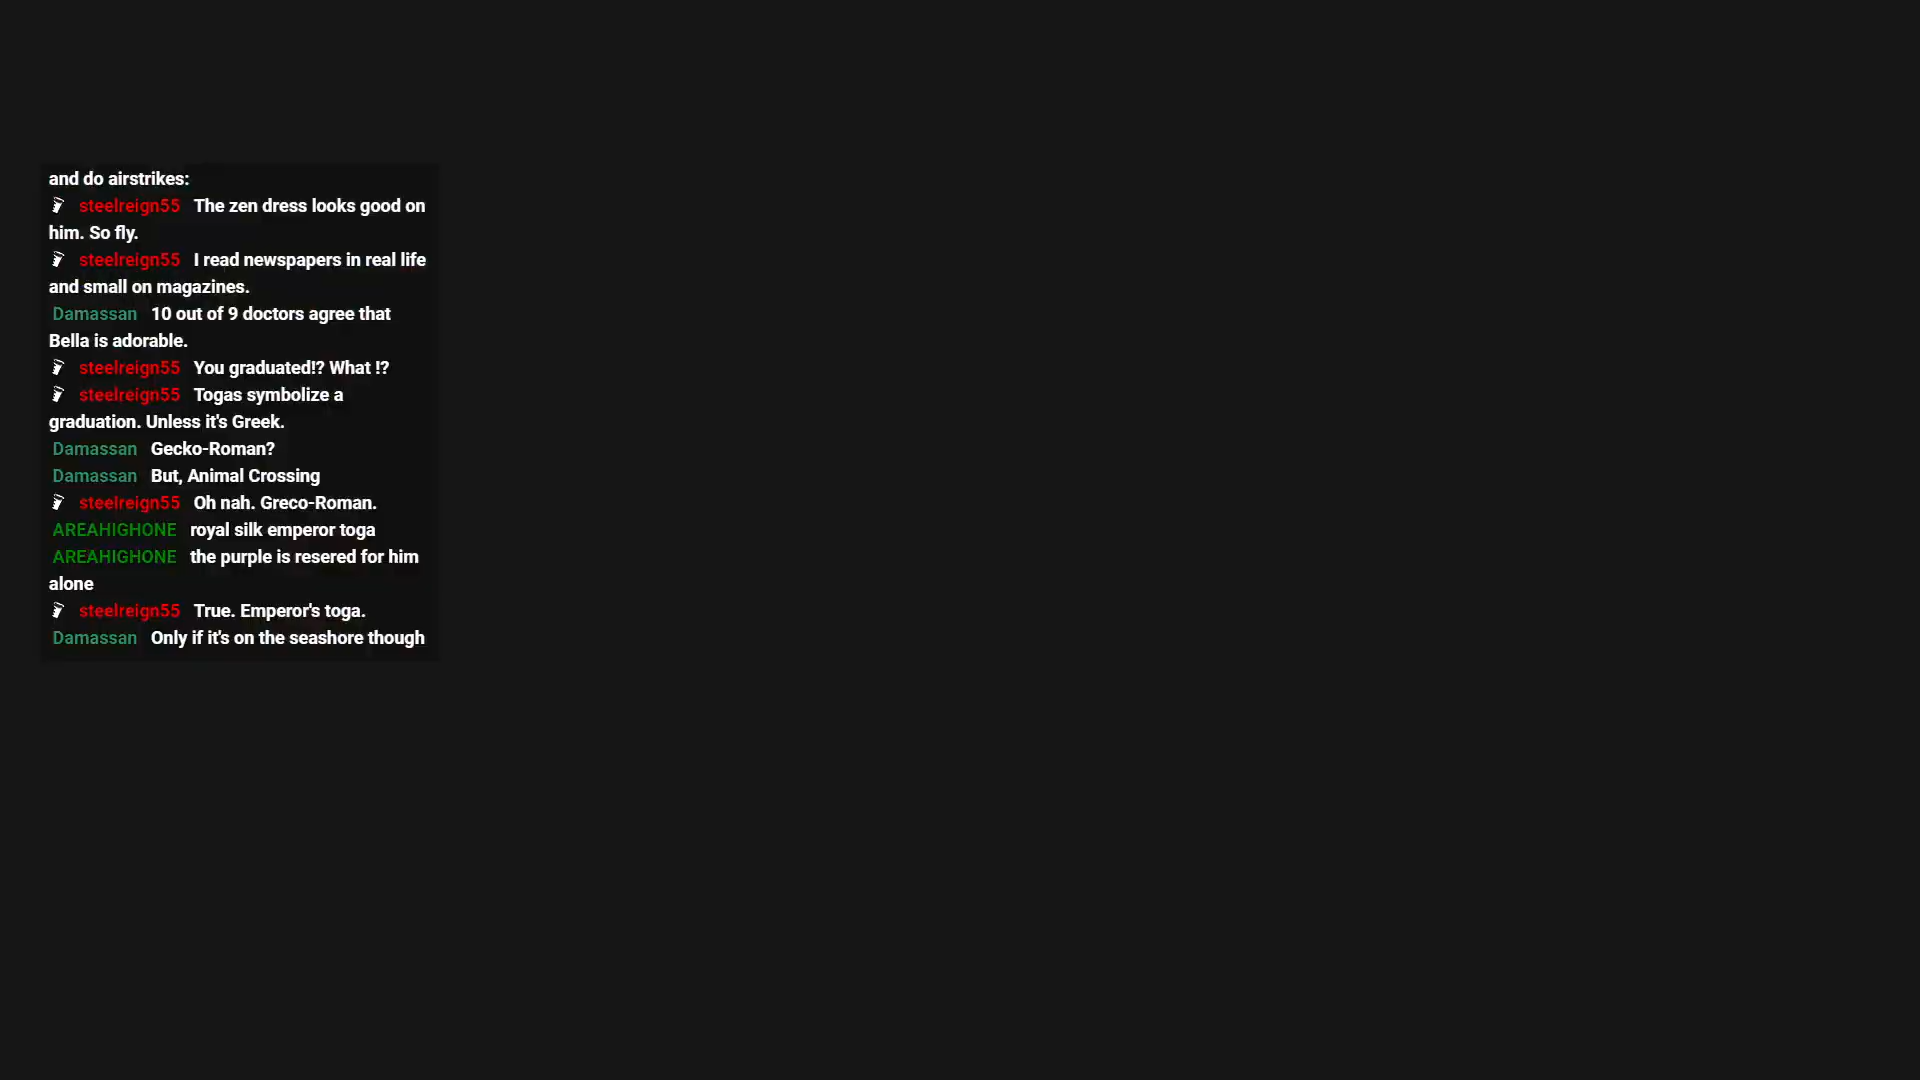 and do airstrikes:
steelreign55 The zen dress looks good on
him. So fly.
steelreign55 I read newspapers in real life
and small on magazines.
Damassan 10 out of 9 doctors agree that
Bella is adorable.
steelreign55 You graduated!? What !?
steelreign55 Togas symbolize a
graduation. Unless it's Greek.
Damassan Gecko-Roman?
Damassan But, Animal Crossing
steelreign55 Oh nah. Greco-Roman.
AREAHIGHONE royal silk emperor toga
AREAHIGHONE the purple is resered for him
alone
steelreign55 True. Emperor's toga.
Damassan Only if it's on the seashore though